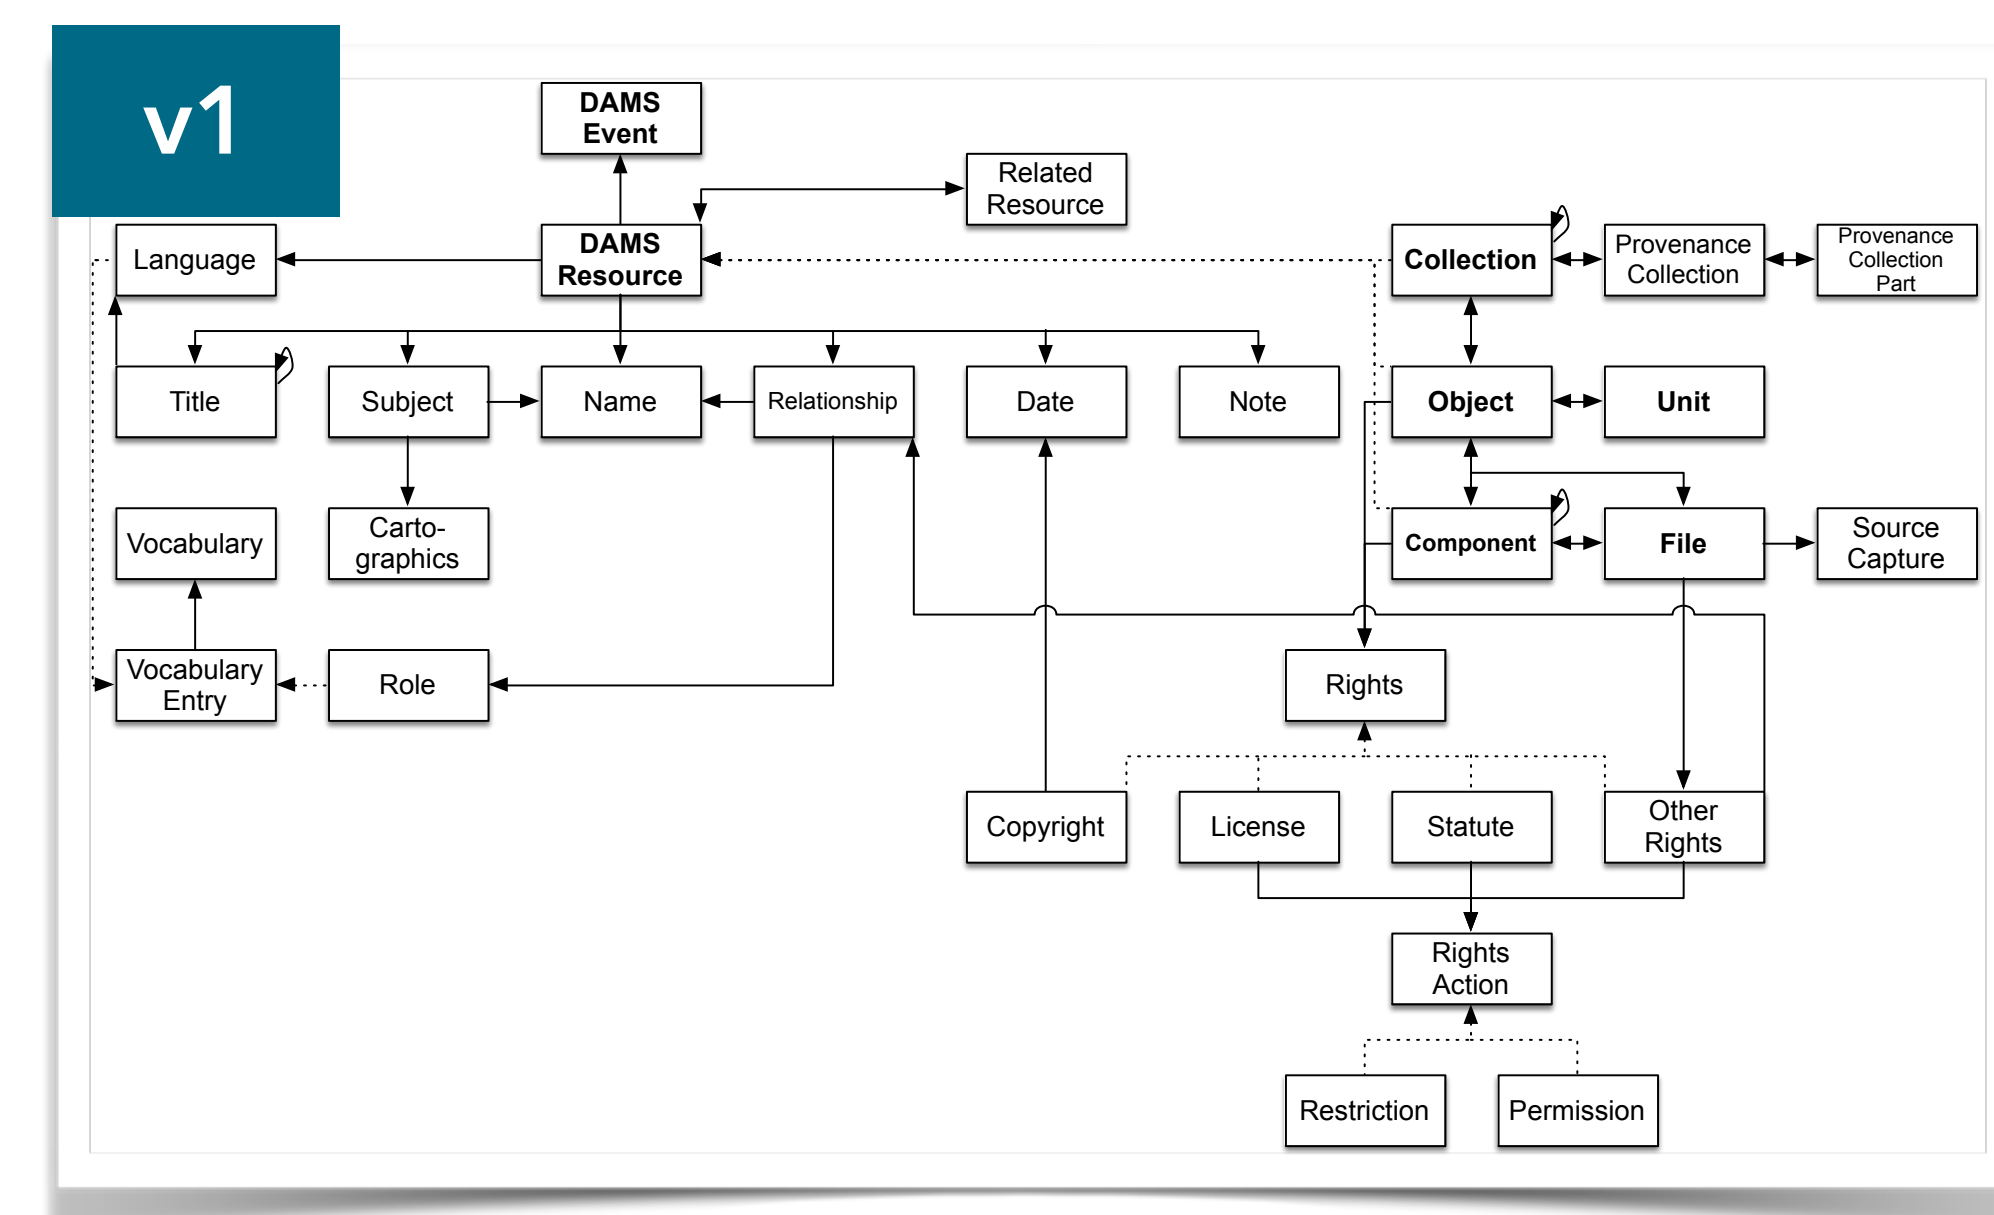 v1
DAMS
Event
Related
Resource
Language
DAMS
Resource
Collection
Provenance
Collection
Provenance
Collection
Part
Title
Subject
Name
Relationship
Date
Note
Object
Unit
Vocabulary
Carto-
graphics
Component
File
Source
Capture
Vocabulary
Entry
Role
Rights
Copyright
License
Statute
Other
Rights
Rights
Action
Restriction
Permission